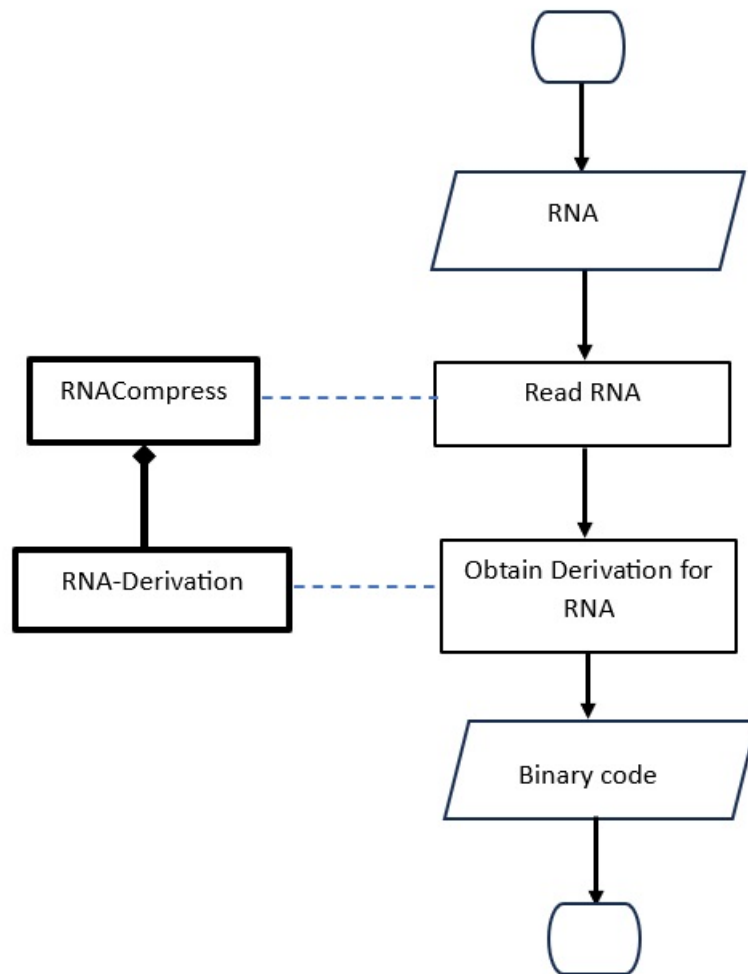 RNA
RNACompress
Read RNA
RNA-Derivation
Obtain Derivation for
RNA
Binary code